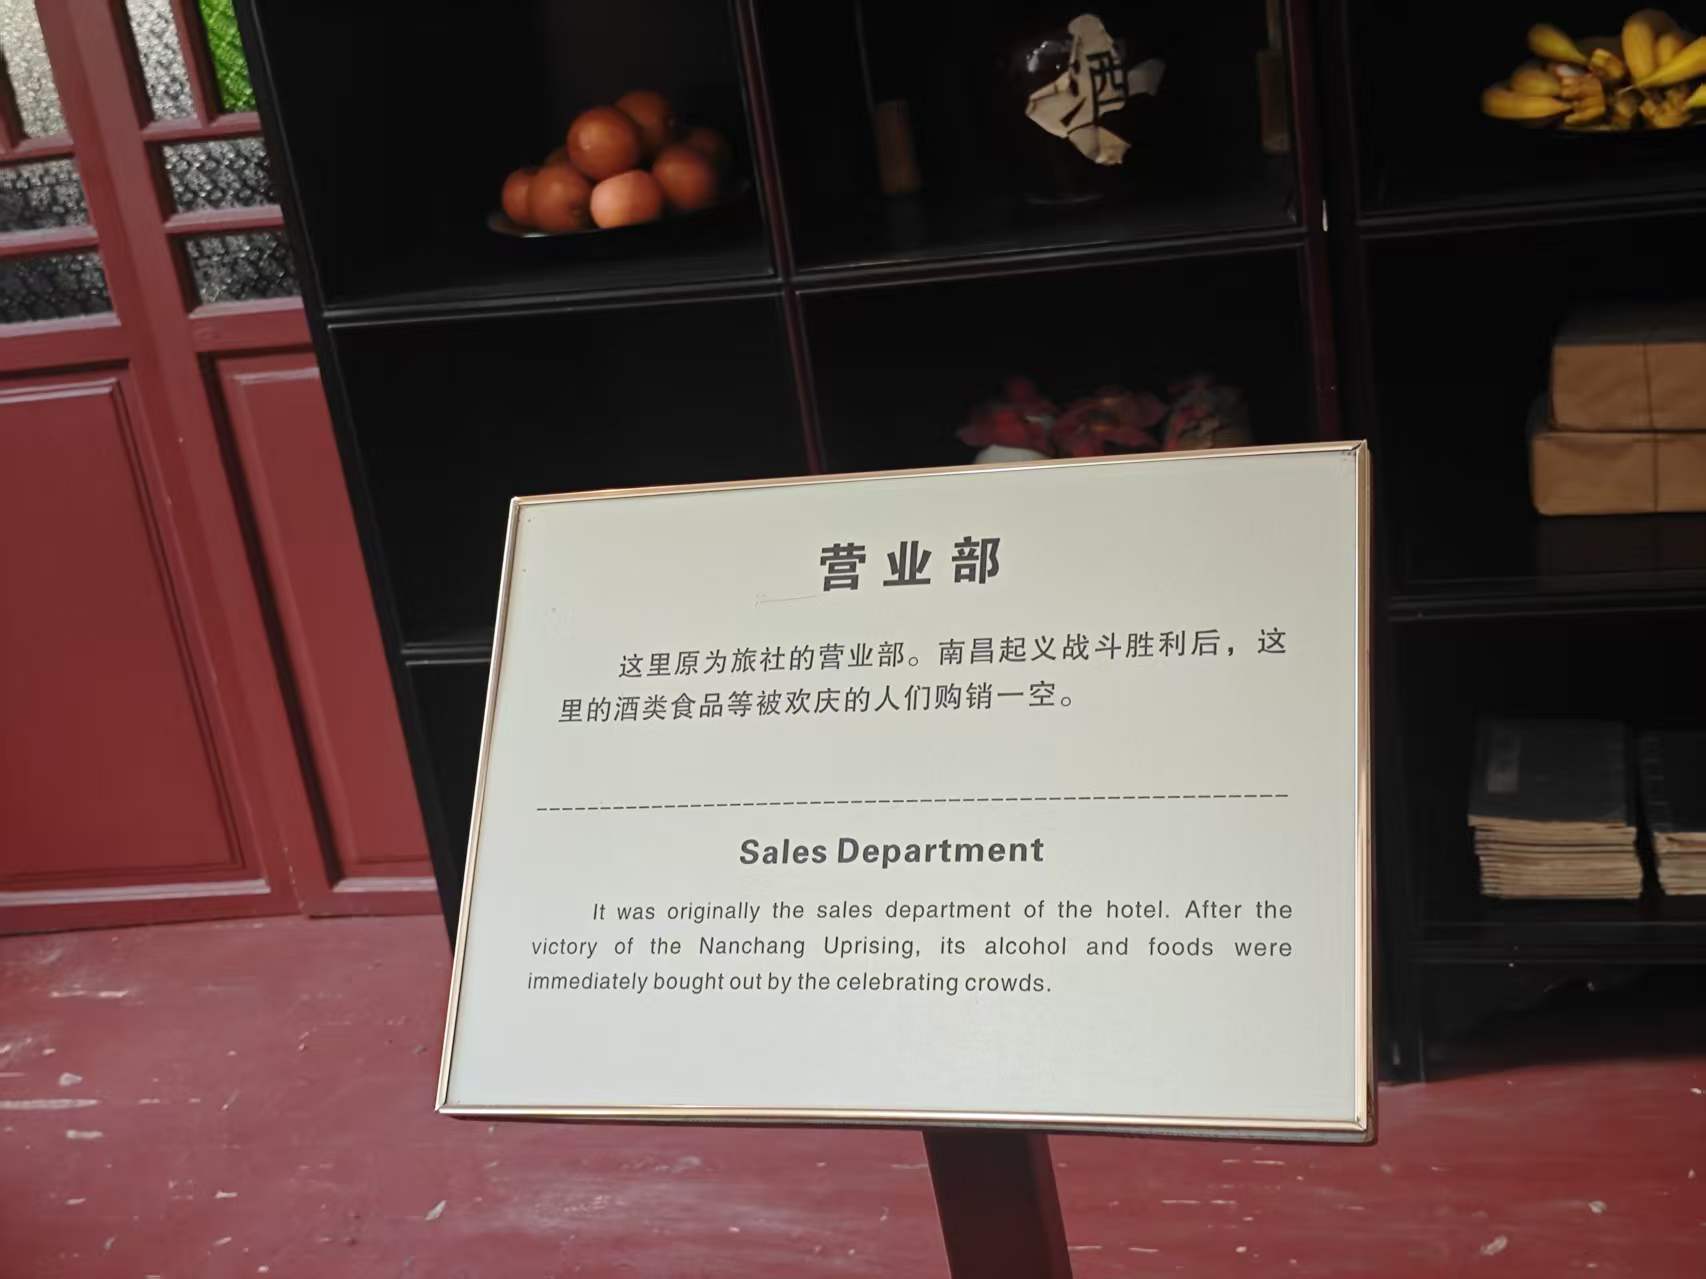 酒
营业部
这里原为旅社的营业部。南昌起义战斗胜利后，这
里的酒类食品等被欢庆的人们购销一空。
Sales Department
It was originally the sales department of the hotel. After the
victory of the Nanchang Uprising, its alcohol and foods were
immediately bought out by the celebrating crowds.